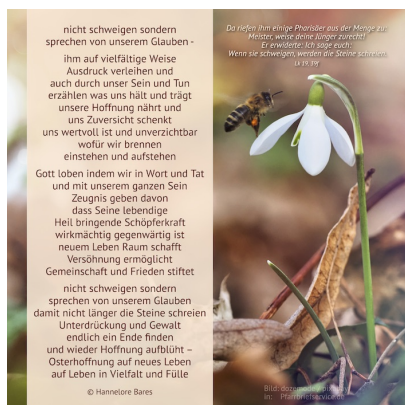 nicht schweigen sondern
sprechen von unserem Glauben -
ihm auf vielfältige Weise
Ausdruck verleihen und
auch durch unser Sein und Tun
erzählen was uns hält und trägt
unsere Hoffnung nährt und
uns Zuversicht schenkt
uns wertvoll ist und unverzichtbar
wofür wir brennen
einstehen und aufstehen
Gott loben indem wir in Wort und Tat
und mit unserem ganzen Sein
Zeugnis geben davon
dass Seine lebendige
Heil bringende Schöpferkraft
wirkmächtig gegenwärtig ist
neuem Leben Raum schafft
Versöhnung ermöglicht
Gemeinschaft und Frieden stiftet
nicht schweigen sondern
sprechen von unserem Glauben
damit nicht länger die Steine schreien
Unterdrückung und Gewalt
endlich ein Ende finden
und wieder Hoffnung aufblüht –
Osterhoffnung auf neues Leben
auf Leben in Vielfalt und Fülle
© Hannelore Bares
Da riefen ihm einige Pharisäer aus der Menge zu:
Meister, weise deine Jünger zurecht!
Er erwiderte: Ich sage euch:
Wenn sie schweigen, werden die Steine schreien.
Lk 19, 39f
Bild:
in: Pfarrbriefservice.de